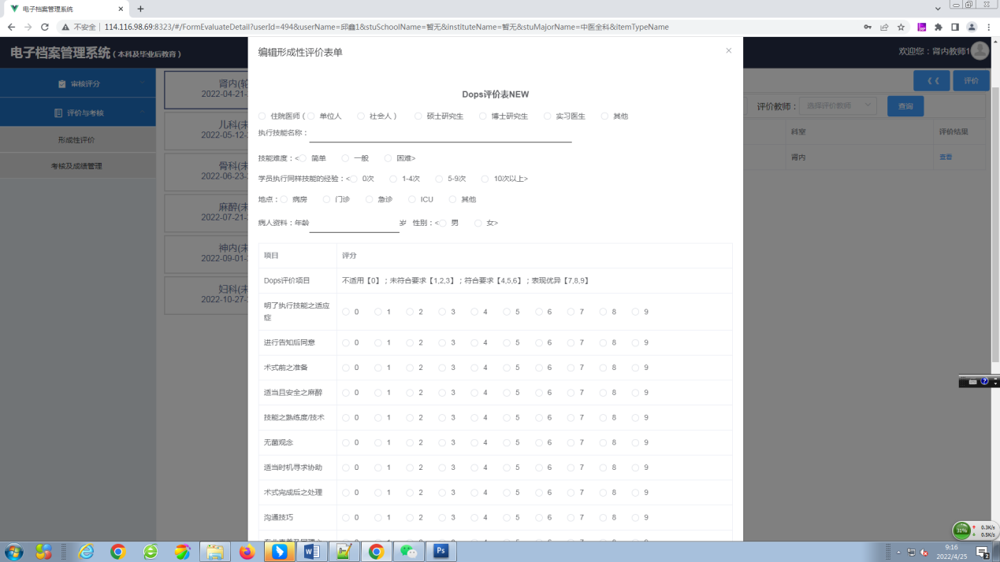 电子档案管理系统
不安全 114.116.98.69:8323/#/FormEvaluateDetail?userId=494&userName=邱鑫1&stuSchoolName=暂无&instituteName=暂无&stuMajorName=中医全科&itemTypeName
电子档案管理系统(本科及毕业后教育)
欢迎您：肾内教师1
审核评分
评价与考核
形成性评价
考核及成绩管理
肾内(轮
2022-04-21-
儿科(未
2022-05-12-
骨科(未
2022-06-23-
麻醉(未
2022-07-21-
神内(未
2022-09-01-
妇科(未
2022-10-27-
编辑形成性评价表单
Dops评价表NEW
住院医师 ( 单位人 社会人 ) 硕士研究生 博士研究生 实习医生 其他
执行技能名称：
技能难度：< 简单 一般 困难>
学员执行同样技能的经验：< 0次 1-4次 5-9次 10次以上>
地点： 病房 门诊 急诊 ICU 其他
病人资料：年龄 岁 性别：< 男 女>
项目 评分
Dops评价项目 不适用【0】；未符合要求【1,2,3】；符合要求【4,5,6】；表现优异【7,8,9】
明了执行技能之适应症 0 1 2 3 4 5 6 7 8 9
进行告知后同意 0 1 2 3 4 5 6 7 8 9
术式前之准备 0 1 2 3 4 5 6 7 8 9
适当且安全之麻醉 0 1 2 3 4 5 6 7 8 9
技能之熟练度/技术 0 1 2 3 4 5 6 7 8 9
无菌观念 0 1 2 3 4 5 6 7 8 9
适当时机寻求协助 0 1 2 3 4 5 6 7 8 9
术式完成后之处理 0 1 2 3 4 5 6 7 8 9
沟通技巧 0 1 2 3 4 5 6 7 8 9
评价
评价教师： 选择评价教师 查询
科室 评价结果
肾内 查看
31% 0.3K/s
0.5K/s
9:16
2022/4/25